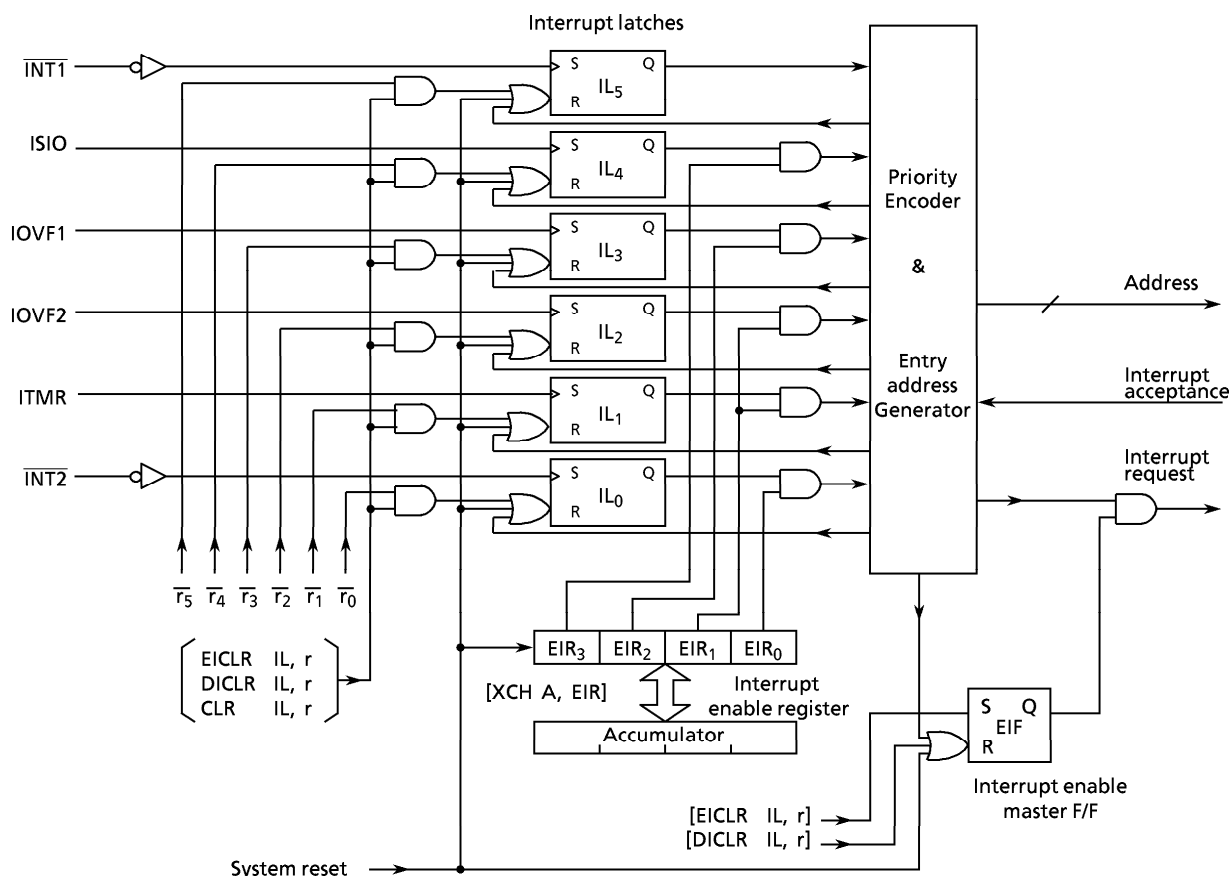 Interrupt latches
INT1
S Q
IL5
R
ISIO
S Q
IL4
R
IOVF1
S Q
IL3
R
IOVF2
S Q
IL2
R
ITMR
S Q
IL1
R
INT2
S Q
IL0
R
Priority
Encoder
&
Entry
address
Generator
Address
Interrupt
acceptance
Interrupt
request
r5 r4 r3 r2 r1 r0
EICLR IL, r
DICLR IL, r
CLR IL, r
EIR3 EIR2 EIR1 EIR0
[XCH A, EIR]
Interrupt
enable register
Accumulator
S Q
EIF
R
Interrupt enable
master F/F
[EICLR IL, r]
[DICLR IL, r]
System reset